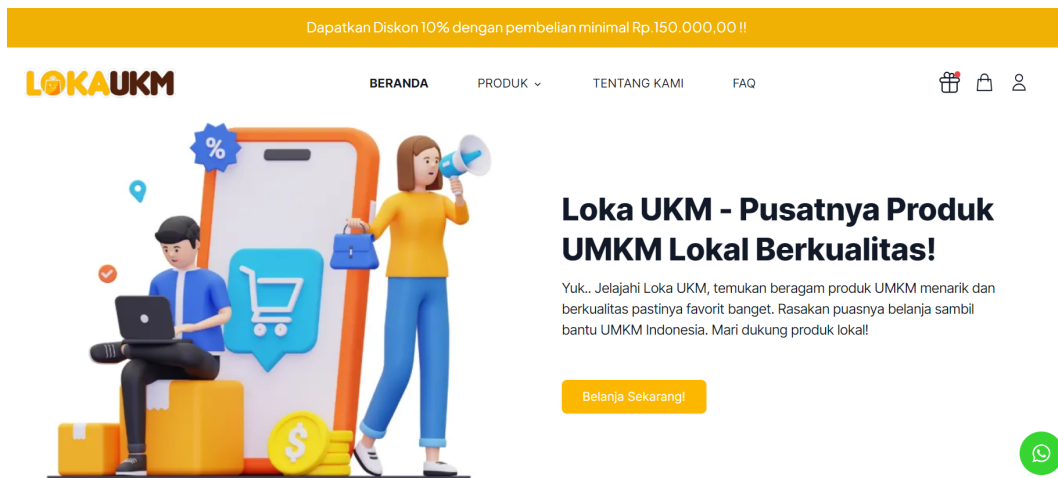 Dapatkan Diskon 10% dengan pembelian minimal Rp.150.000,00 !!
LOKAUKM
BERANDA
PRODUK
TENTANG KAMI
FAQ
%
Loka UKM - Pusatnya Produk
UMKM Lokal Berkualitas!
Yuk.. Jelajahi Loka UKM, temukan beragam produk UMKM menarik dan
berkualitas pastinya favorit banget. Rasakan puasnya belanja sambil
bantu UMKM Indonesia. Mari dukung produk lokal!
Belanja Sekarang!
$